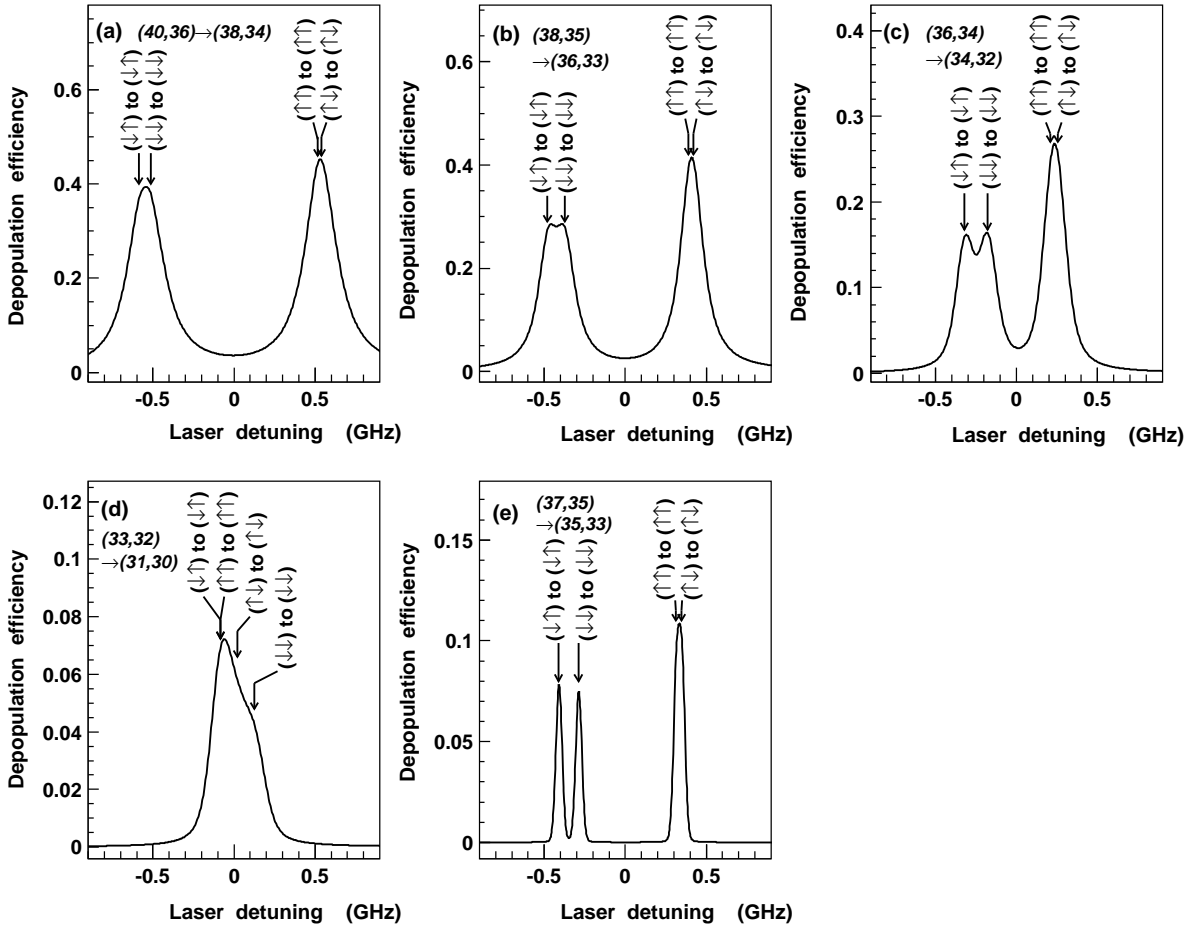 (a)
(40,36)→(38,34)
(↓↑) to (↓↑)
(↓↓) to (↓↓)
(↑↑) to (↑↑)
(↑↓) to (↑↓)
Depopulation efficiency
0.6
0.4
0.2
0
-0.5 0 0.5
Laser detuning (GHz)
(b)
(38,35)
→(36,33)
(↓↑) to (↓↑)
(↓↓) to (↓↓)
(↑↑) to (↑↑)
(↑↓) to (↑↓)
Depopulation efficiency
0.6
0.4
0.2
0
-0.5 0 0.5
Laser detuning (GHz)
(c)
(36,34)
→(34,32)
(↓↑) to (↓↑)
(↓↓) to (↓↓)
(↑↑) to (↑↑)
(↑↓) to (↑↓)
Depopulation efficiency
0.4
0.3
0.2
0.1
0
-0.5 0 0.5
Laser detuning (GHz)
(d)
(33,32)
→(31,30)
(↑↓) to (↑↓)
(↑↑) to (↑↑)
(↓↑) to (↓↑)
(↓↓) to (↓↓)
Depopulation efficiency
0.12
0.1
0.08
0.06
0.04
0.02
0
-0.5 0 0.5
Laser detuning (GHz)
(e)
(37,35)
→(35,33)
(↓↑) to (↓↑)
(↓↓) to (↓↓)
(↑↑) to (↑↑)
(↑↓) to (↑↓)
Depopulation efficiency
0.15
0.1
0.05
0
-0.5 0 0.5
Laser detuning (GHz)